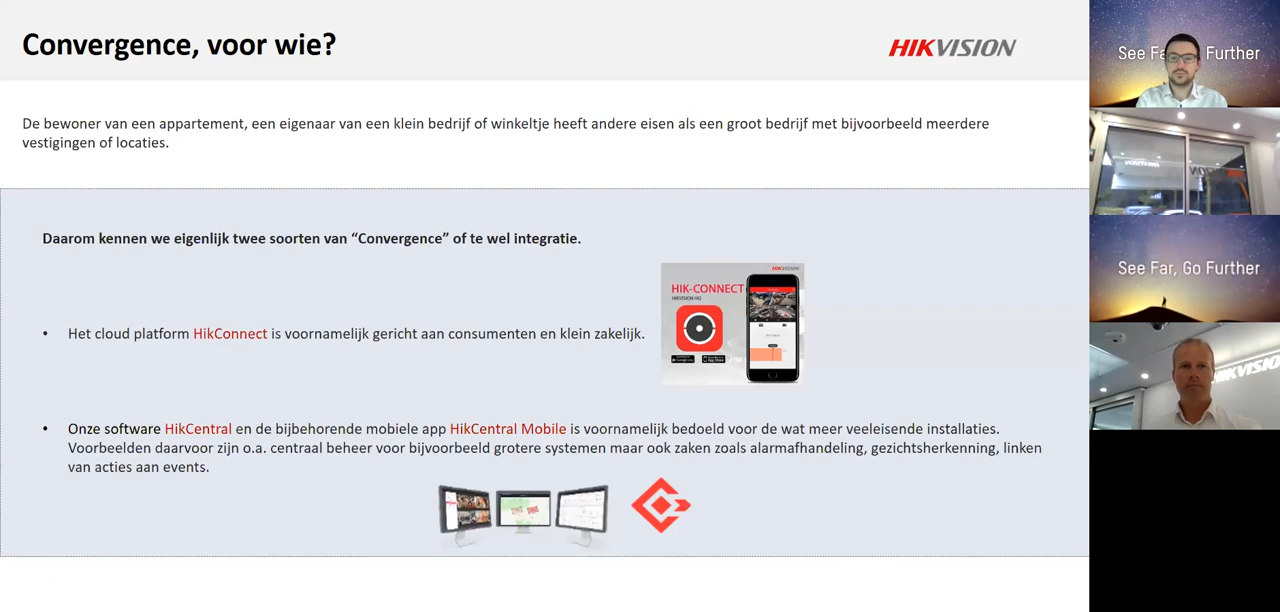 Convergence, voor wie?
HIKVISION
De bewoner van een appartement, een eigenaar van een klein bedrijf of winkeltje heeft andere eisen als een groot bedrijf met bijvoorbeeld meerdere
vestigingen of locaties.
Daarom kennen we eigenlijk twee soorten van “Convergence” of te wel integratie.
HIKVISION
HIK-CONNECT
HIKVISION HQ
• Het cloud platform HikConnect is voornamelijk gericht aan consumenten en klein zakelijk.
• Onze software HikCentral en de bijbehorende mobiele app HikCentral Mobile is voornamelijk bedoeld voor de wat meer veeleisende installaties.
Voorbeelden daarvoor zijn o.a. centraal beheer voor bijvoorbeeld grotere systemen maar ook zaken zoals alarmafhandeling, gezichtsherkenning, linken
van acties aan events.
See Fa Further
HIKVISION
See Far, Go Further
HIKVISIO